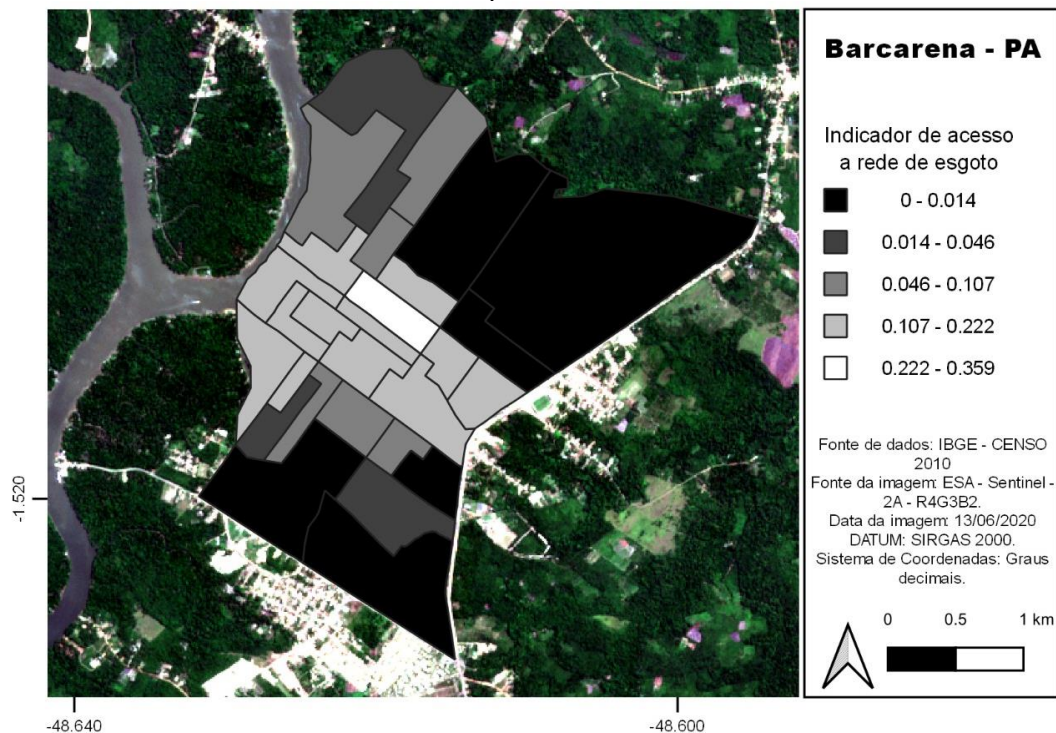 Barcarena - PA
Indicador de acesso
a rede de esgoto
0 - 0.014
0.014 - 0.046
0.046 - 0.107
0.107 - 0.222
0.222 - 0.359
Fonte de dados: IBGE - CENSO
2010
Fonte da imagem: ESA - Sentinel -
2A - R4G3B2.
Data da imagem: 13/06/2020
DATUM: SIRGAS 2000.
Sistema de Coordenadas: Graus
decimais.
0 0.5 1 km
-1.520
-48.640 -48.600